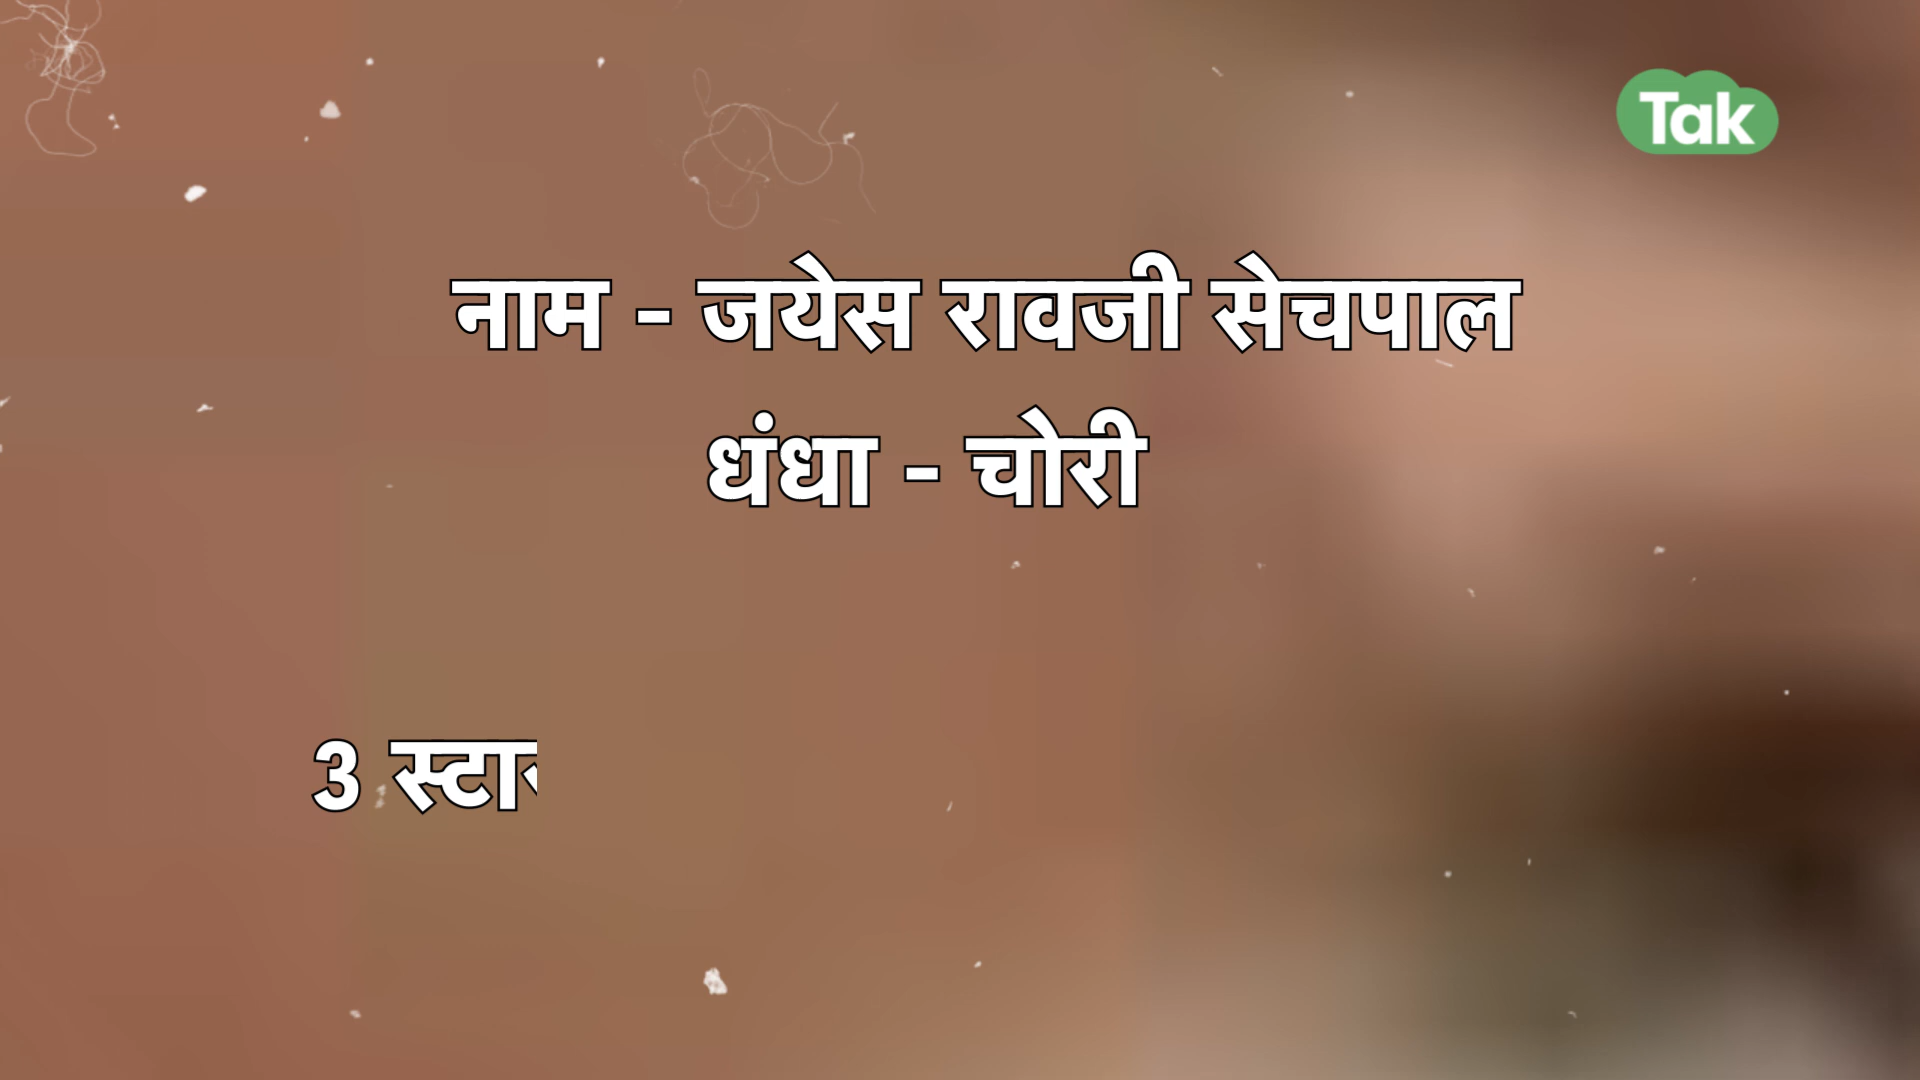 Tak
नाम - जयेस रावजी सेचपाल
धंधा - चोरी
3